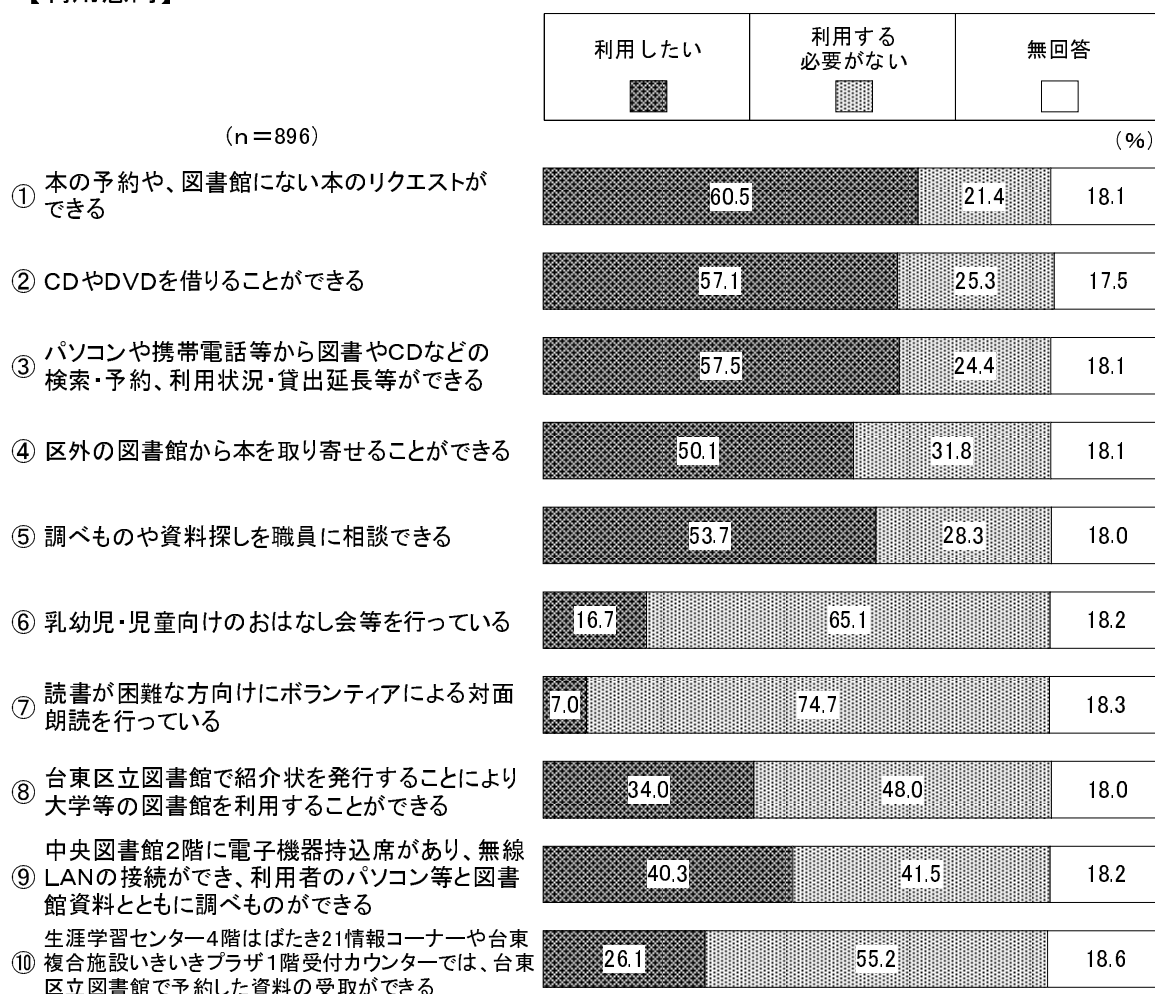 利用したい
利用する
必要がない
無回答
(n=896)
(%)
① 本の予約や、図書館にない本のリクエストが
できる
60.5 21.4 18.1
② CDやDVDを借りることができる
57.1 25.3 17.5
③ パソコンや携帯電話等から図書やCDなどの
検索・予約、利用状況・貸出延長等ができる
57.5 24.4 18.1
④ 区外の図書館から本を取り寄せることができる
50.1 31.8 18.1
⑤ 調べものや資料探しを職員に相談できる
53.7 28.3 18.0
⑥ 乳幼児・児童向けのおはなし会等を行っている
16.7 65.1 18.2
⑦ 読書が困難な方向けにボランティアによる対面
朗読を行っている
7.0 74.7 18.3
⑧ 台東区立図書館で紹介状を発行することにより
大学等の図書館を利用することができる
34.0 48.0 18.0
⑨ 中央図書館2階に電子機器持込席があり、無線
LANの接続ができ、利用者のパソコン等と図書
館資料とともに調べものができる
40.3 41.5 18.2
⑩ 生涯学習センター4階はばたき21情報コーナーや台東
複合施設いきいきプラザ1階受付カウンターでは、台東
区立図書館で予約した資料の受取ができる
26.1 55.2 18.6